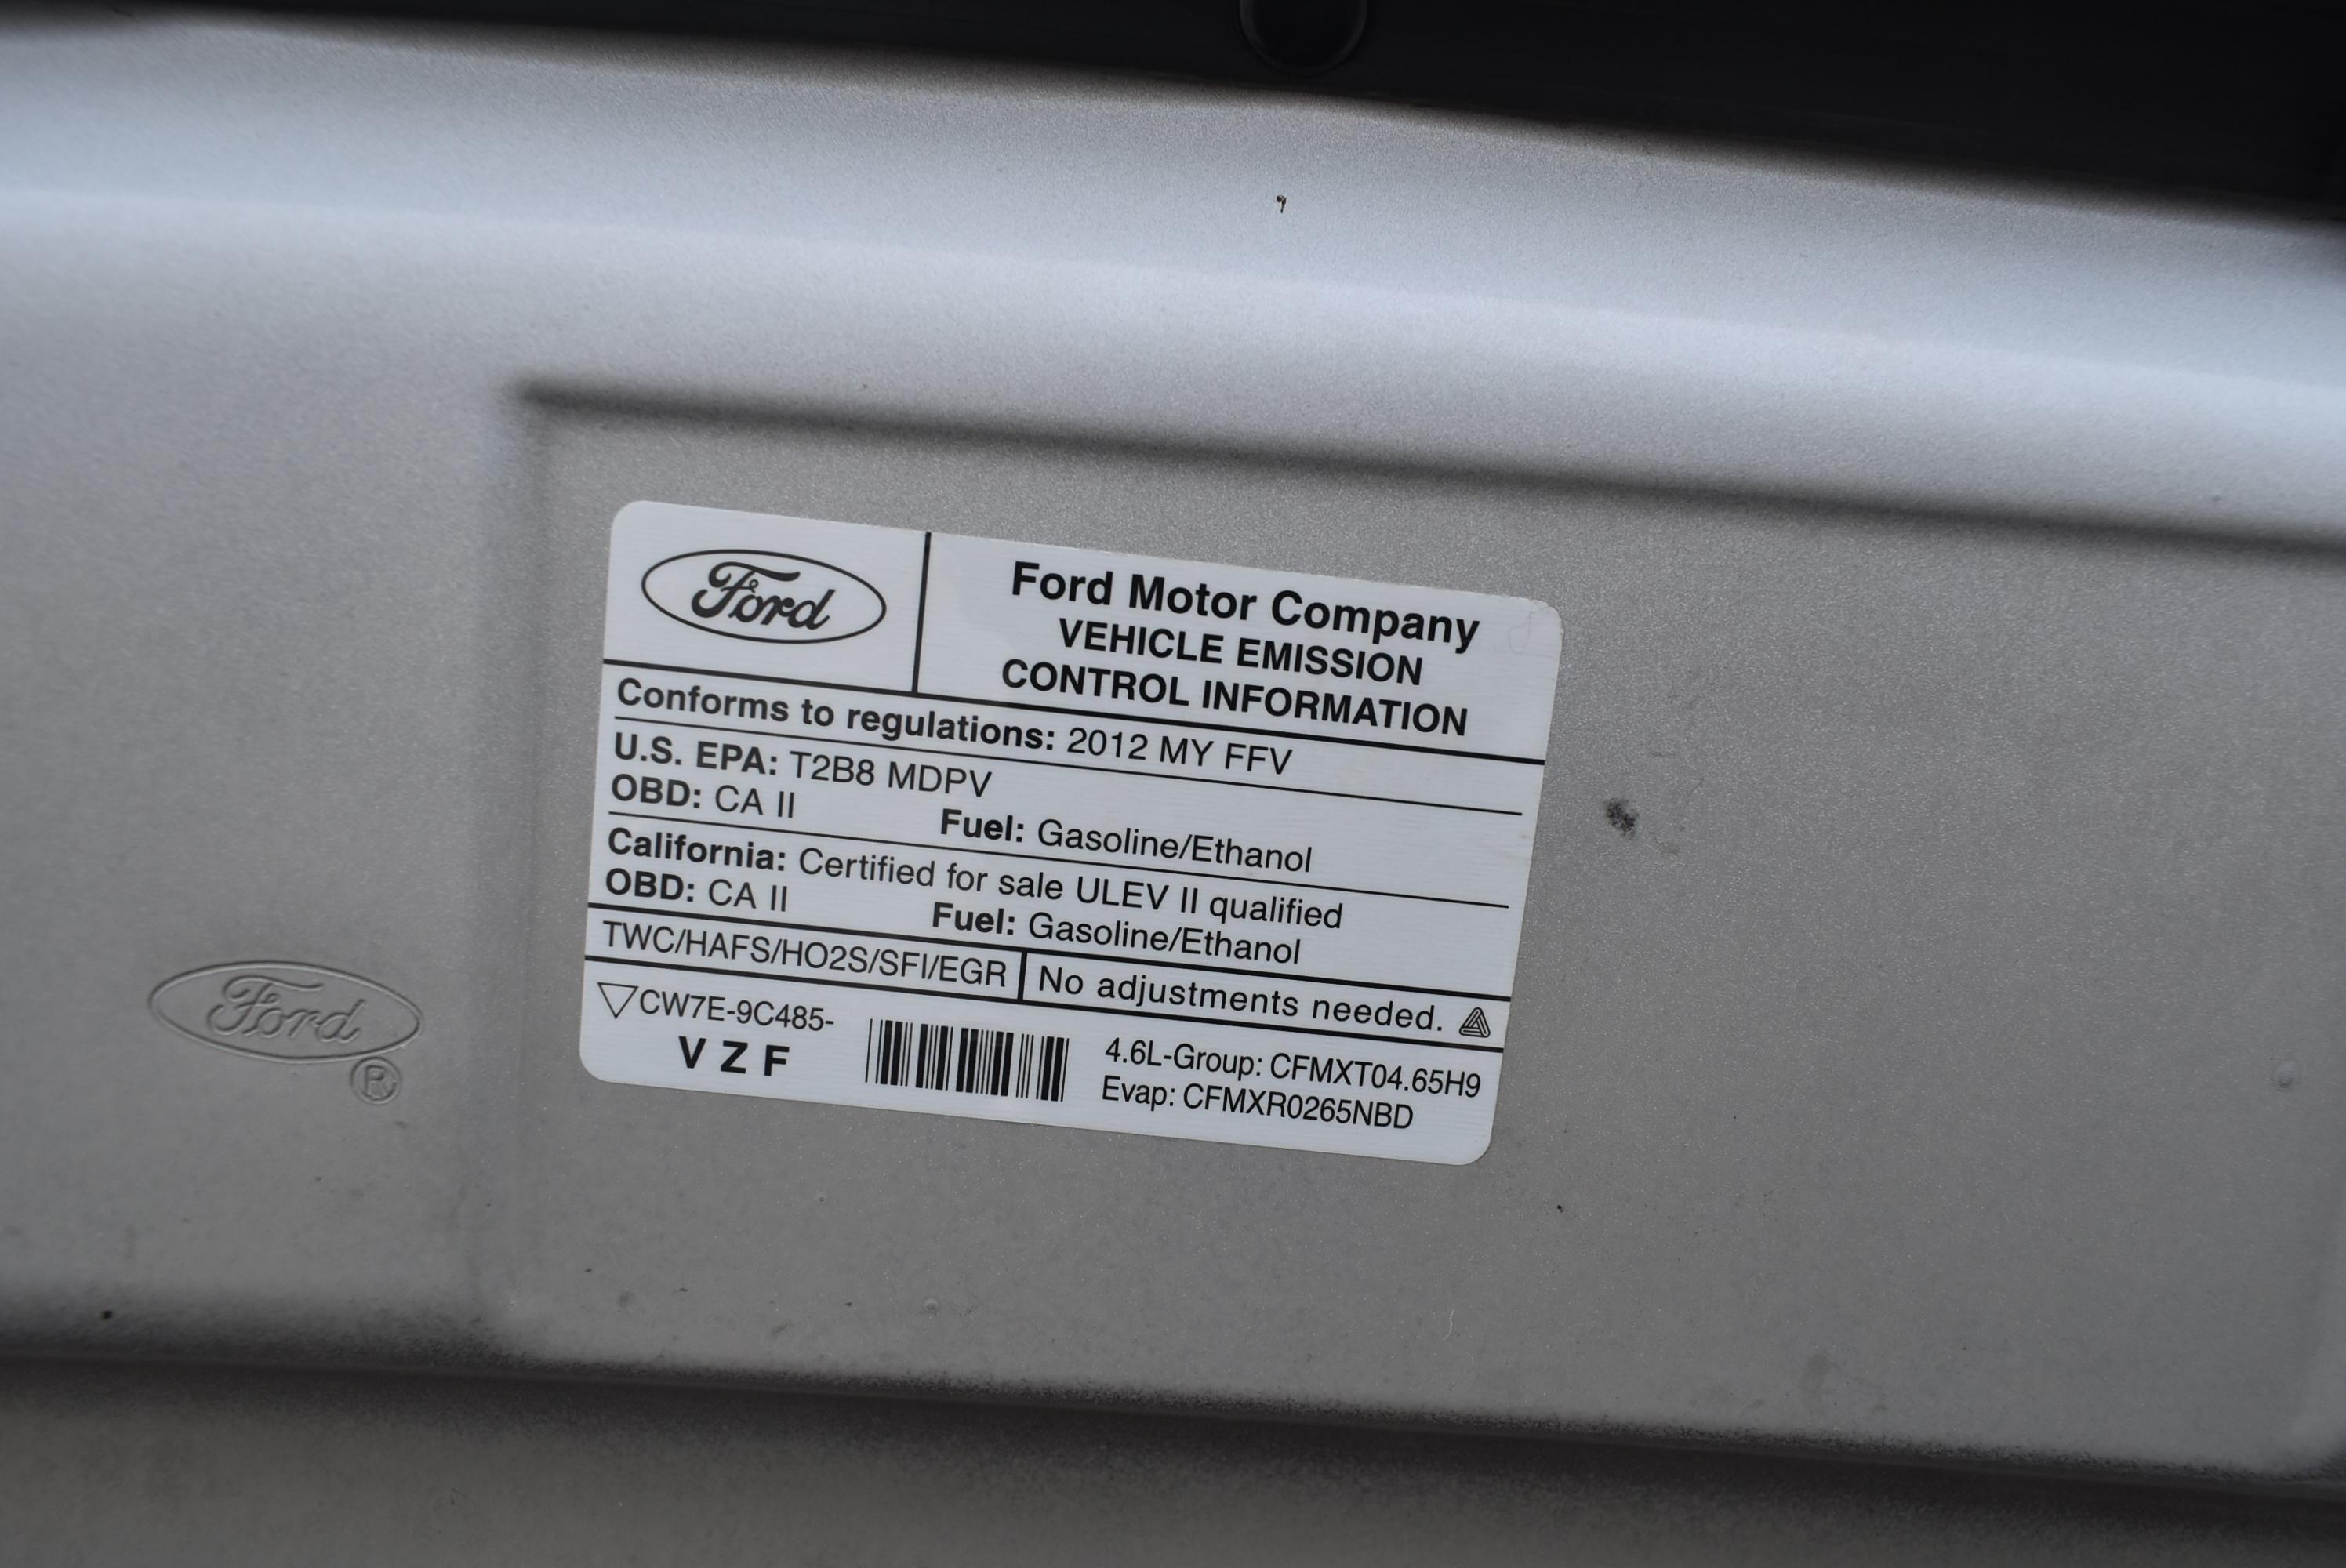 Ford
Ford Motor Company
VEHICLE EMISSION
CONTROL INFORMATION
Conforms to regulations: 2012 MY FFV
U.S. EPA: T2B8 MDPV
OBD: CA II Fuel: Gasoline/Ethanol
California: Certified for sale ULEV II qualified
OBD: CA II Fuel: Gasoline/Ethanol
TWC/HAFS/HO2S/SFI/EGR No adjustments needed.
CW7E-9C485-
V Z F
4.6L-Group: CFMXT04.65H9
Evap: CFMXR0265NBD
Ford
®